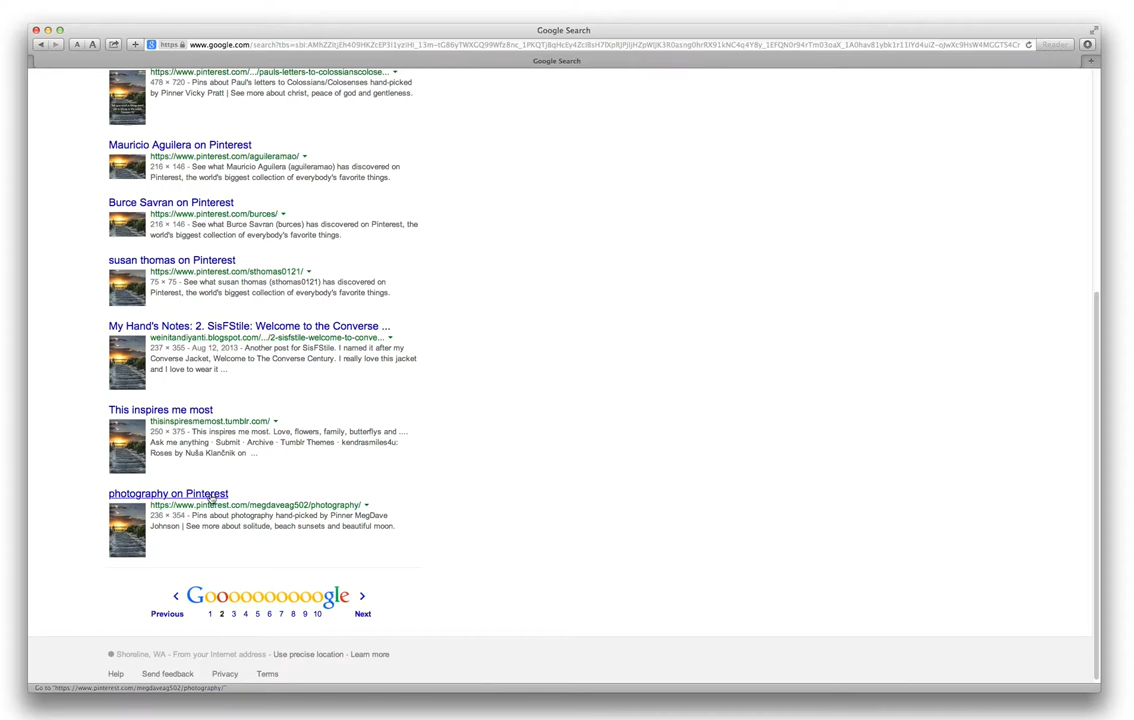 Google Search
A A
https
www.google.com/search?tbs=sbi:
Reader
Google Search
https://www.pinterest.com/.../pauls-letters-to-colossianscolose...
478 × 720 - Pins about Paul's letters to Colossians/Colosenses hand-picked
by Pinner Vicky Pratt | See more about christ, peace of god and gentleness.
Mauricio Aguilera on Pinterest
https://www.pinterest.com/aguileramao/
216 × 146 - See what Mauricio Aguilera (aguileramao) has discovered on
Pinterest, the world's biggest collection of everybody's favorite things.
Burce Savran on Pinterest
https://www.pinterest.com/burces/
216 × 146 - See what Burce Savran (burces) has discovered on Pinterest, the
world's biggest collection of everybody's favorite things.
susan thomas on Pinterest
https://www.pinterest.com/sthomas0121/
75 × 75 - See what susan thomas (sthomas0121) has discovered on
Pinterest, the world's biggest collection of everybody's favorite things.
My Hand's Notes: 2. SisFStile: Welcome to the Converse ...
weinitandiyanti.blogspot.com/.../2-sisfstile-welcome-to-conve...
237 × 355 - Aug 12, 2013 - Another post for SisFStile. I named it after my
Converse Jacket, Welcome to The Converse Century. I really love this jacket
and I love to wear it ...
This inspires me most
thisinspiresmemost.tumblr.com/
250 × 375 - This inspires me most. Love, flowers, family, butterflys and ....
Ask me anything · Submit · Archive · Tumblr Themes · kendrasmiles4u:
Roses by Nuša Klančnik on ...
photography on Pinterest
https://www.pinterest.com/megdaveag502/photography/
236 × 354 - Pins about photography hand-picked by Pinner MegDave
Johnson | See more about solitude, beach sunsets and beautiful moon.
Goooooooooogle
Previous 1 2 3 4 5 6 7 8 9 10 Next
Shoreline, WA - From your Internet address - Use precise location - Learn more
Help Send feedback Privacy Terms
Go to "https://www.pinterest.com/megdaveag502/photography/"